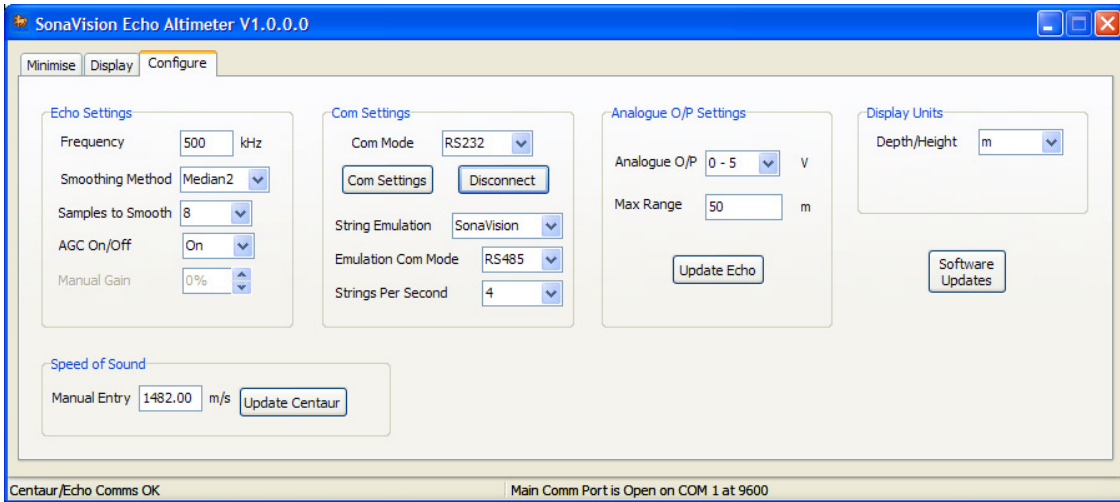 SonaVision Echo Altimeter V1.0.0.0
Minimise Display Configure
Echo Settings
Frequency 500 kHz
Smoothing Method Median2
Samples to Smooth 8
AGC On/Off On
Manual Gain 0%
Com Settings
Com Mode RS232
Com Settings Disconnect
String Emulation SonaVision
Emulation Com Mode RS485
Strings Per Second 4
Analogue O/P Settings
Analogue O/P 0 - 5 V
Max Range 50 m
Update Echo
Display Units
Depth/Height m
Software
Updates
Speed of Sound
Manual Entry 1482.00 m/s Update Centaur
Centaur/Echo Comms OK
Main Comm Port is Open on COM 1 at 9600